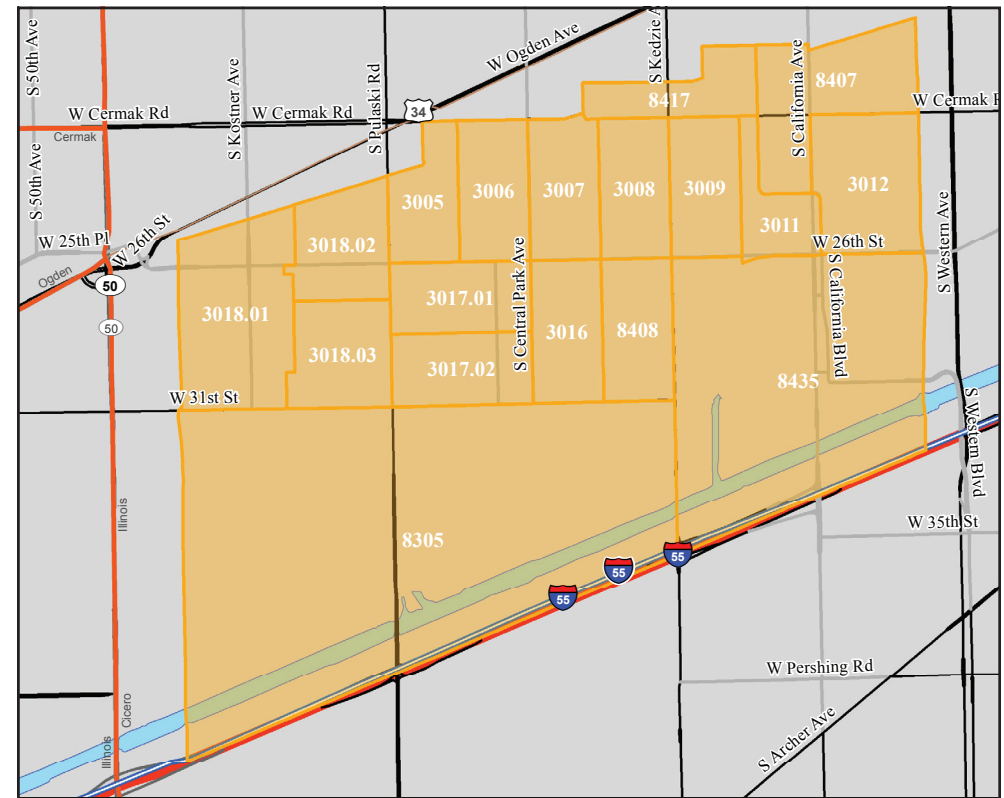 S 50th Ave
W Cermak Rd
Cermak
S 50th Ave
S Kostner Ave
W Cermak Rd
S Pulaski Rd
34
W Ogden Ave
S Kedzie A
S California Ave
8407
8417
W Cermak R
3005
3006
3007
3008
3009
3011
3012
W 25th Pl
W 26th St
Ogden
50
50
3018.02
3018.01
3018.03
3017.01
3017.02
S Central Park Ave
3016
8408
W 26th St
S California Blvd
8435
S Western Ave
S Western Blvd
W 31st St
Illinois
8305
55
55
55
W 35th St
W Pershing Rd
S Archer Ave
Cicero
Illinois